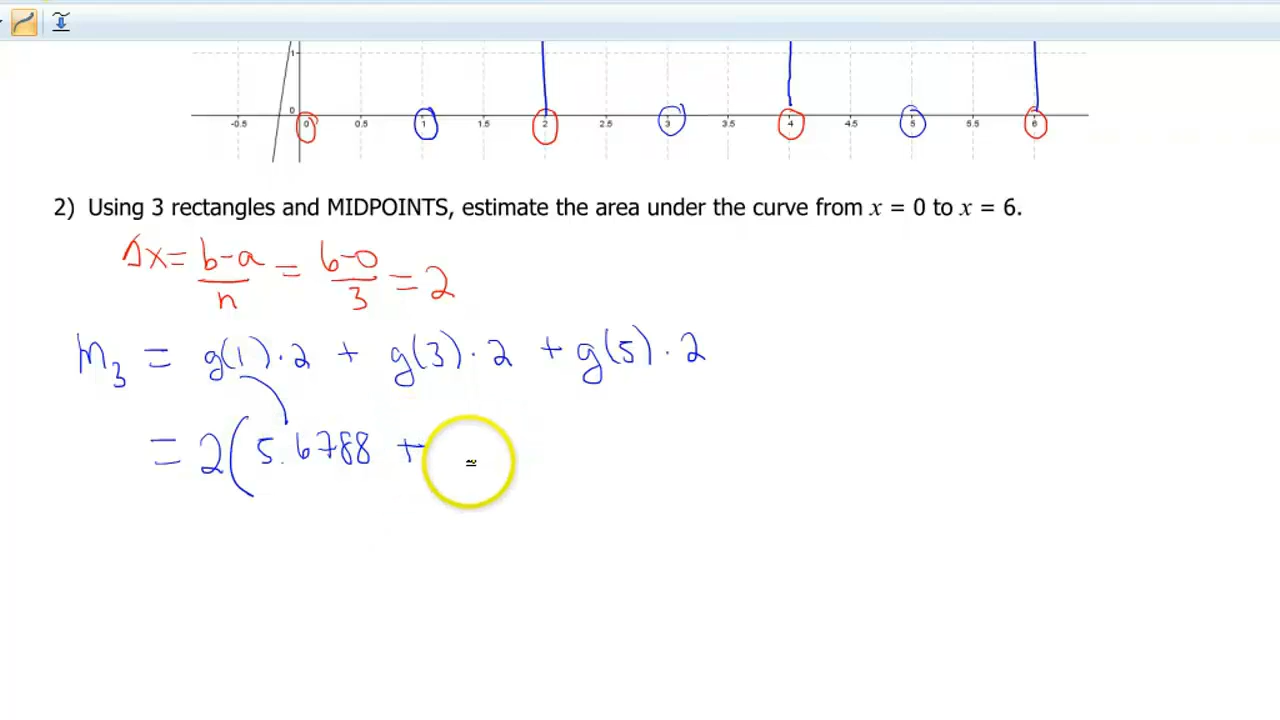 1
0
-0.5 0 0.5 1 1.5 2 2.5 3 3.5 4 4.5 5 5.5 6
2) Using 3 rectangles and MIDPOINTS, estimate the area under the curve from x = 0 to x = 6.
Δx = b-a/n = 6-0/3 = 2
M₃ = g(1)·2 + g(3)·2 + g(5)·2
= 2(5.6788 +